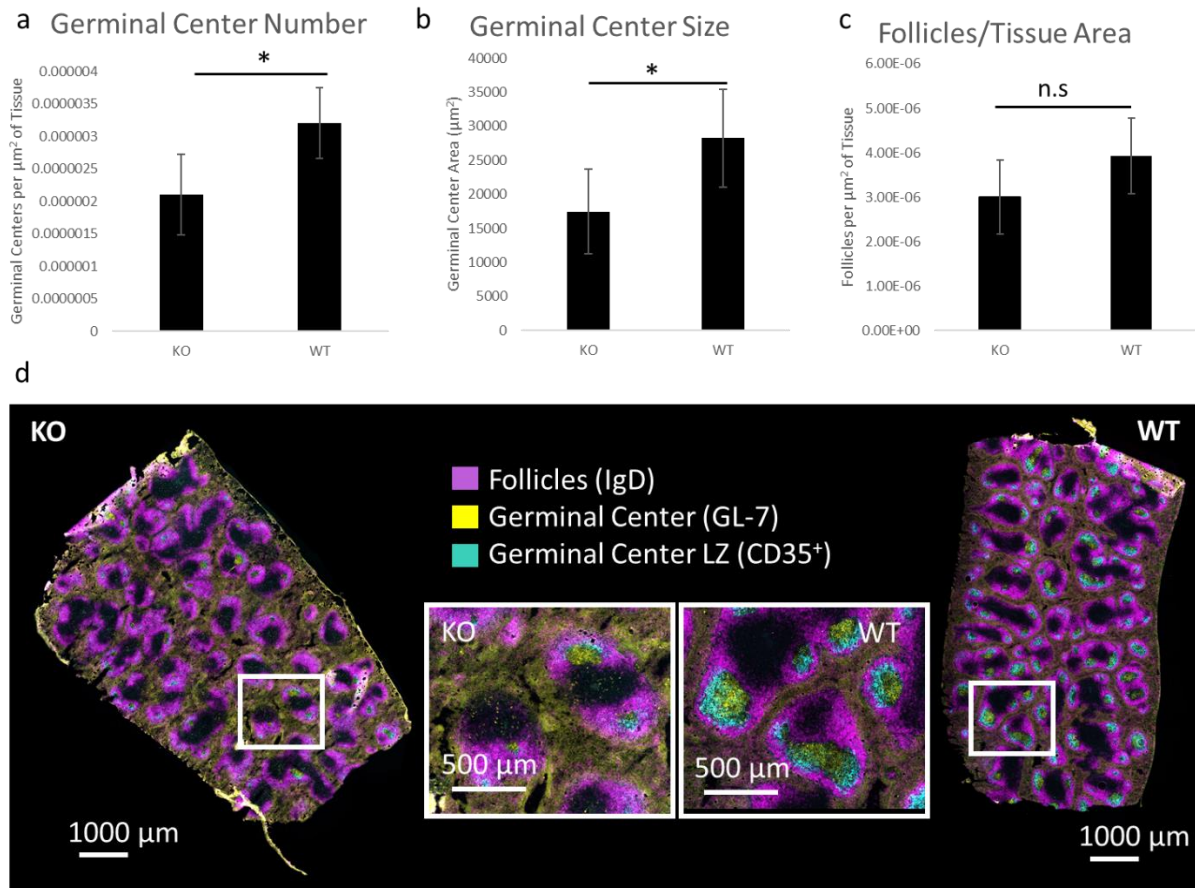 a
Germinal Center Number
*
Germinal Centers per µm² of Tissue
0.000004
0.0000035
0.000003
0.0000025
0.000002
0.0000015
0.000001
0.0000005
0
KO
WT
b
Germinal Center Size
*
Germinal Center Area (µm²)
40000
35000
30000
25000
20000
15000
10000
5000
0
KO
WT
c
Follicles/Tissue Area
n.s
Follicles per µm² of Tissue
6.00E-06
5.00E-06
4.00E-06
3.00E-06
2.00E-06
1.00E-06
0.00E+00
KO
WT
d
KO
Follicles (IgD)
Germinal Center (GL-7)
Germinal Center LZ (CD35⁺)
WT
KO
500 µm
WT
500 µm
1000 µm
1000 µm